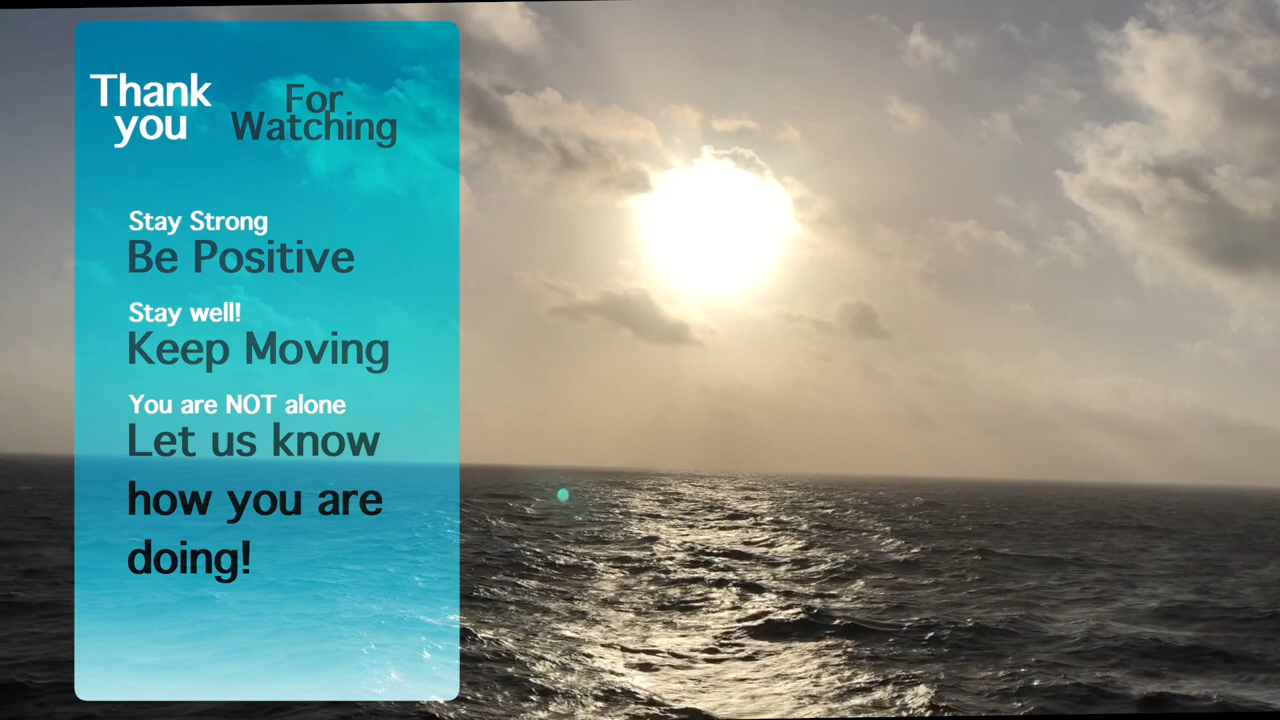 Thank
you
For
Watching
Stay Strong
Be Positive
Stay well!
Keep Moving
You are NOT alone
Let us know
how you are
doing!